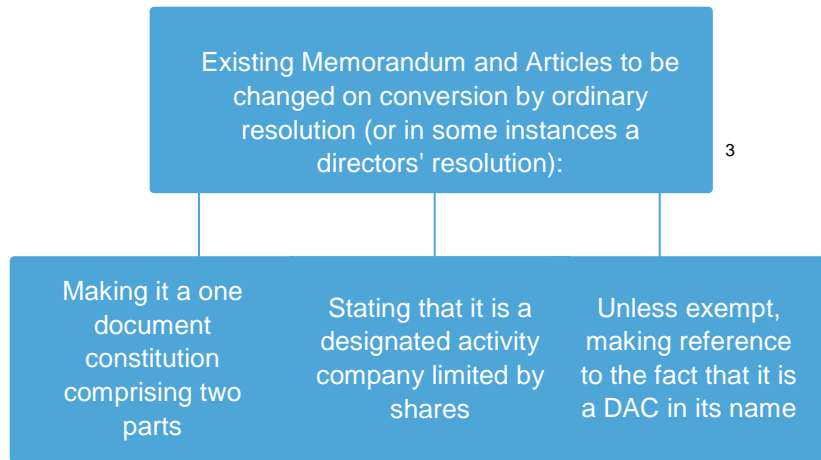 Existing Memorandum and Articles to be
changed on conversion by ordinary
resolution (or in some instances a
directors' resolution):
3
Making it a one
document
constitution
comprising two
parts
Stating that it is a
designated activity
company limited by
shares
Unless exempt,
making reference
to the fact that it is
a DAC in its name